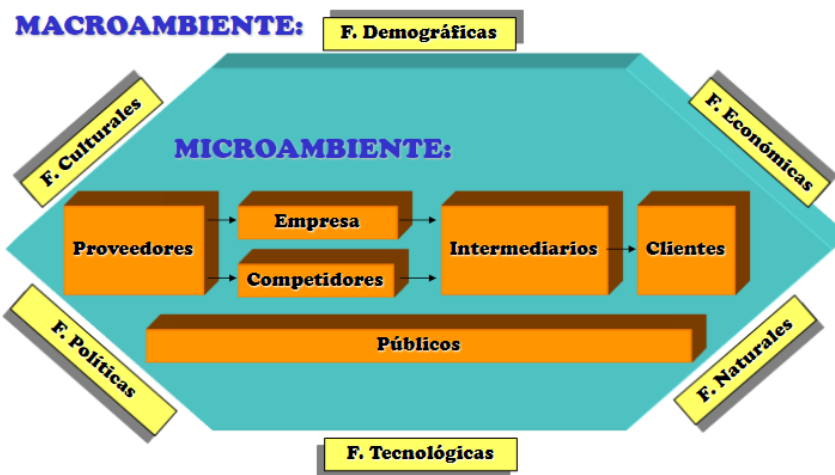 MACROAMBIENTE:
F. Demográficas
F. Culturales
F. Económicas
MICROAMBIENTE:
Proveedores
Empresa
Competidores
Intermediarios
Clientes
Públicos
F. Políticas
F. Naturales
F. Tecnológicas